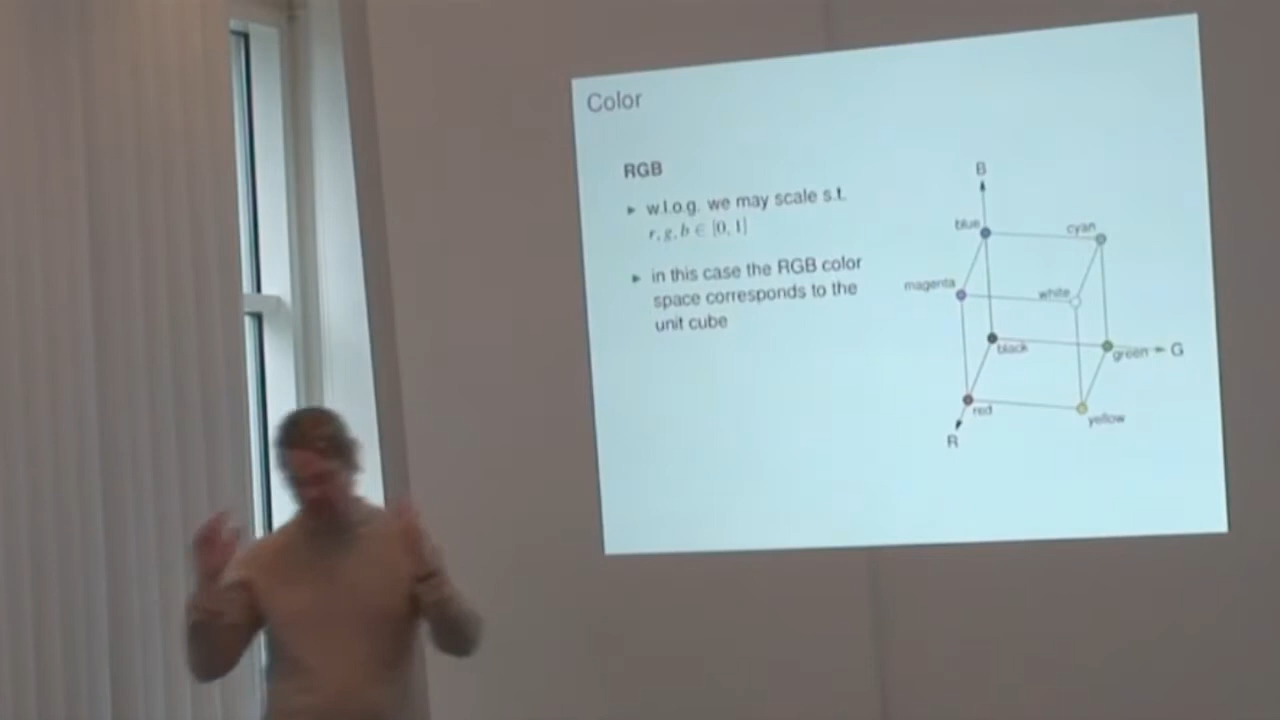 Color
RGB
w.l.o.g. we may scale s.t.
r, g, b ∈ [0, 1]
in this case the RGB color
space corresponds to the
unit cube
B
blue
cyan
magenta
white
black
green
G
red
yellow
R